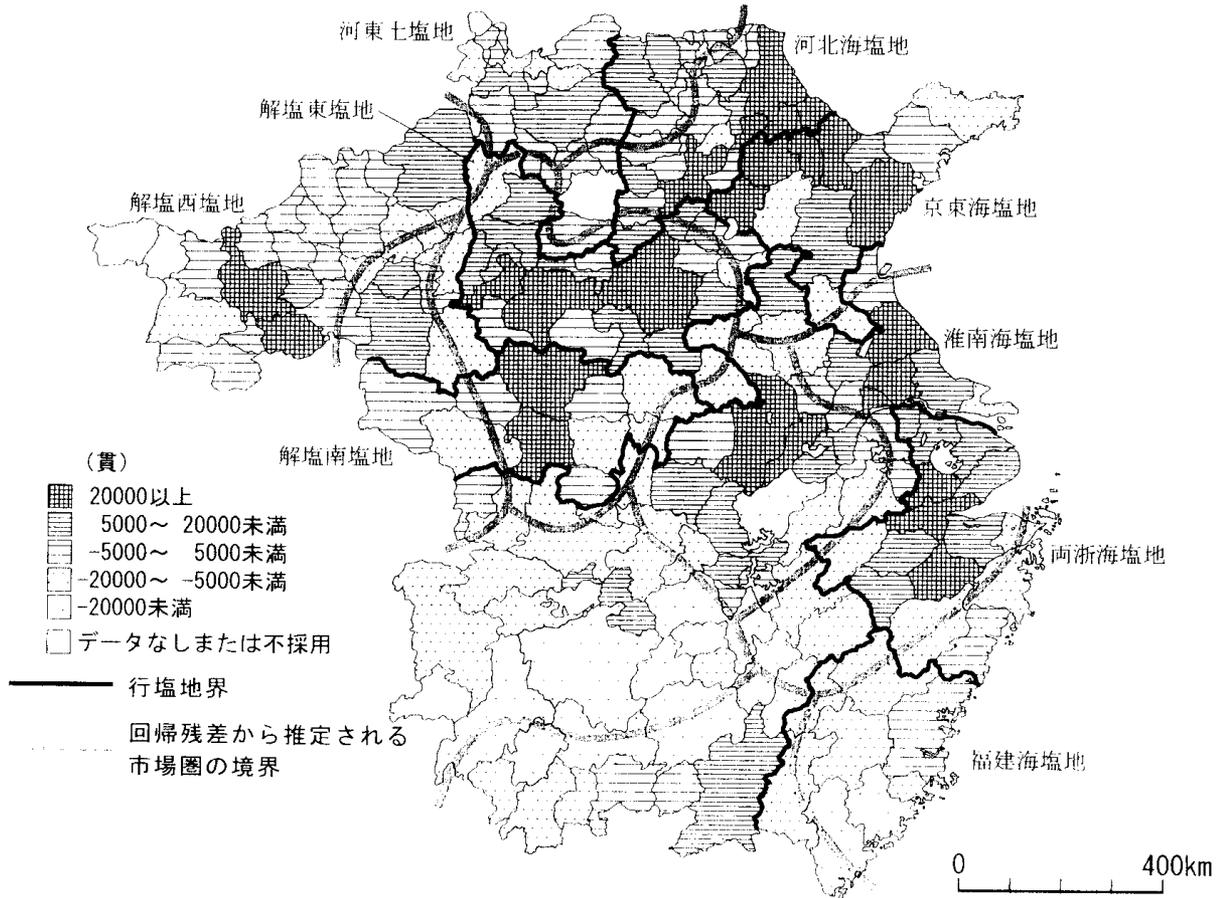 河東土塩地
河北海塩地
解塩東塩地
解塩西塩地
京東海塩地
淮南海塩地
解塩南塩地
両浙海塩地
福建海塩地
(貫)
20000以上
5000～ 20000未満
-5000～ 5000未満
-20000～ -5000未満
-20000未満
データなしまたは不採用
行塩地界
回帰残差から推定される
市場圏の境界
0 400km